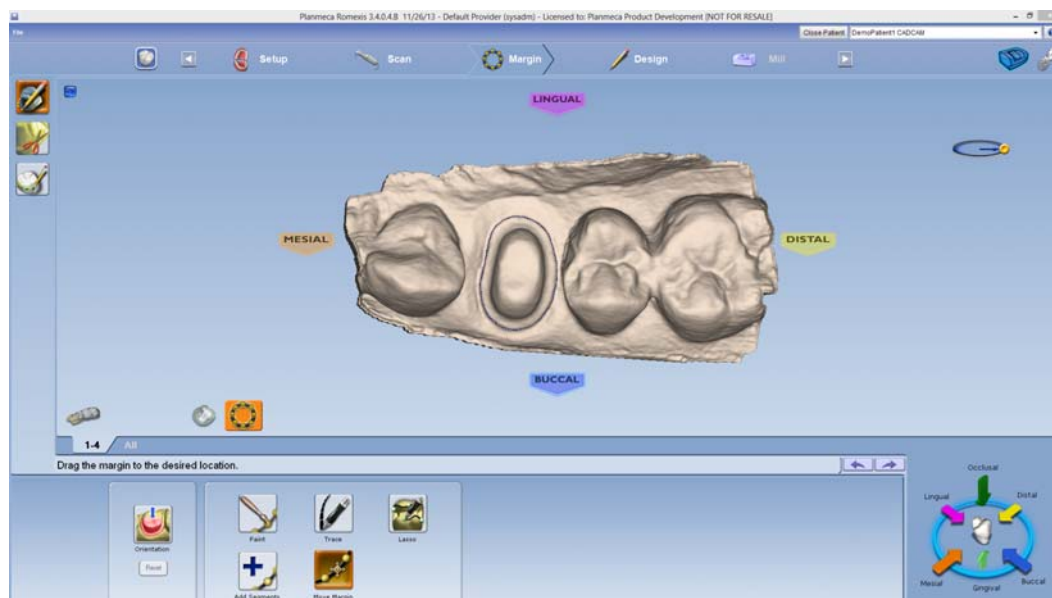 Planmeca Romexis 3.4.0.4.B 11/26/13 - Default Provider (sysadm) - Licensed to: Planmeca Product Development [NOT FOR RESALE]
File
Close Patient DemoPatient1 CADCAM
Setup Scan Margin Design Mill
LINGUAL
MESIAL
DISTAL
BUCCAL
1-4 All
Drag the margin to the desired location.
Orientation
Reset
Paint Trace Lasso
Add Segments Move Margin
Occlusal
Lingual Distal
Mesial Buccal
Gingival